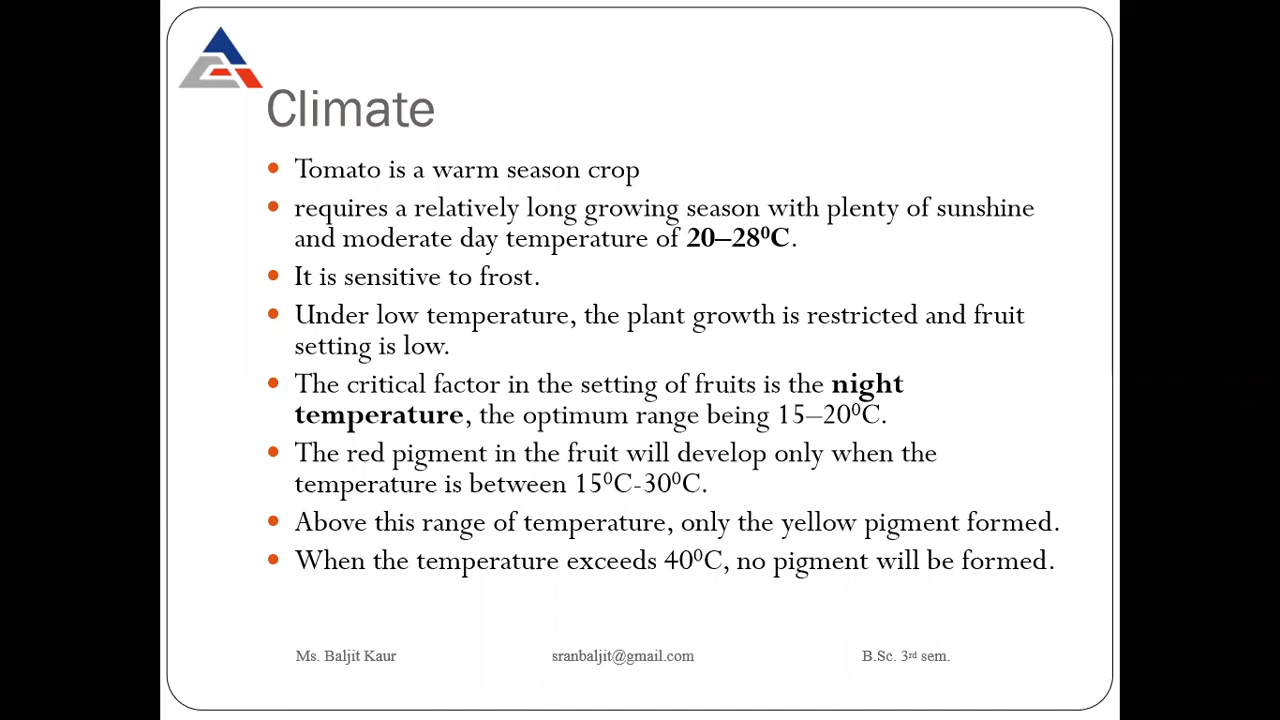 Climate
Tomato is a warm season crop
requires a relatively long growing season with plenty of sunshine
and moderate day temperature of 20–28⁰C.
It is sensitive to frost.
Under low temperature, the plant growth is restricted and fruit
setting is low.
The critical factor in the setting of fruits is the night
temperature, the optimum range being 15–20⁰C.
The red pigment in the fruit will develop only when the
temperature is between 15⁰C-30⁰C.
Above this range of temperature, only the yellow pigment formed.
When the temperature exceeds 40⁰C, no pigment will be formed.
Ms. Baljit Kaur sranbaljit@gmail.com B.Sc. 3rd sem.